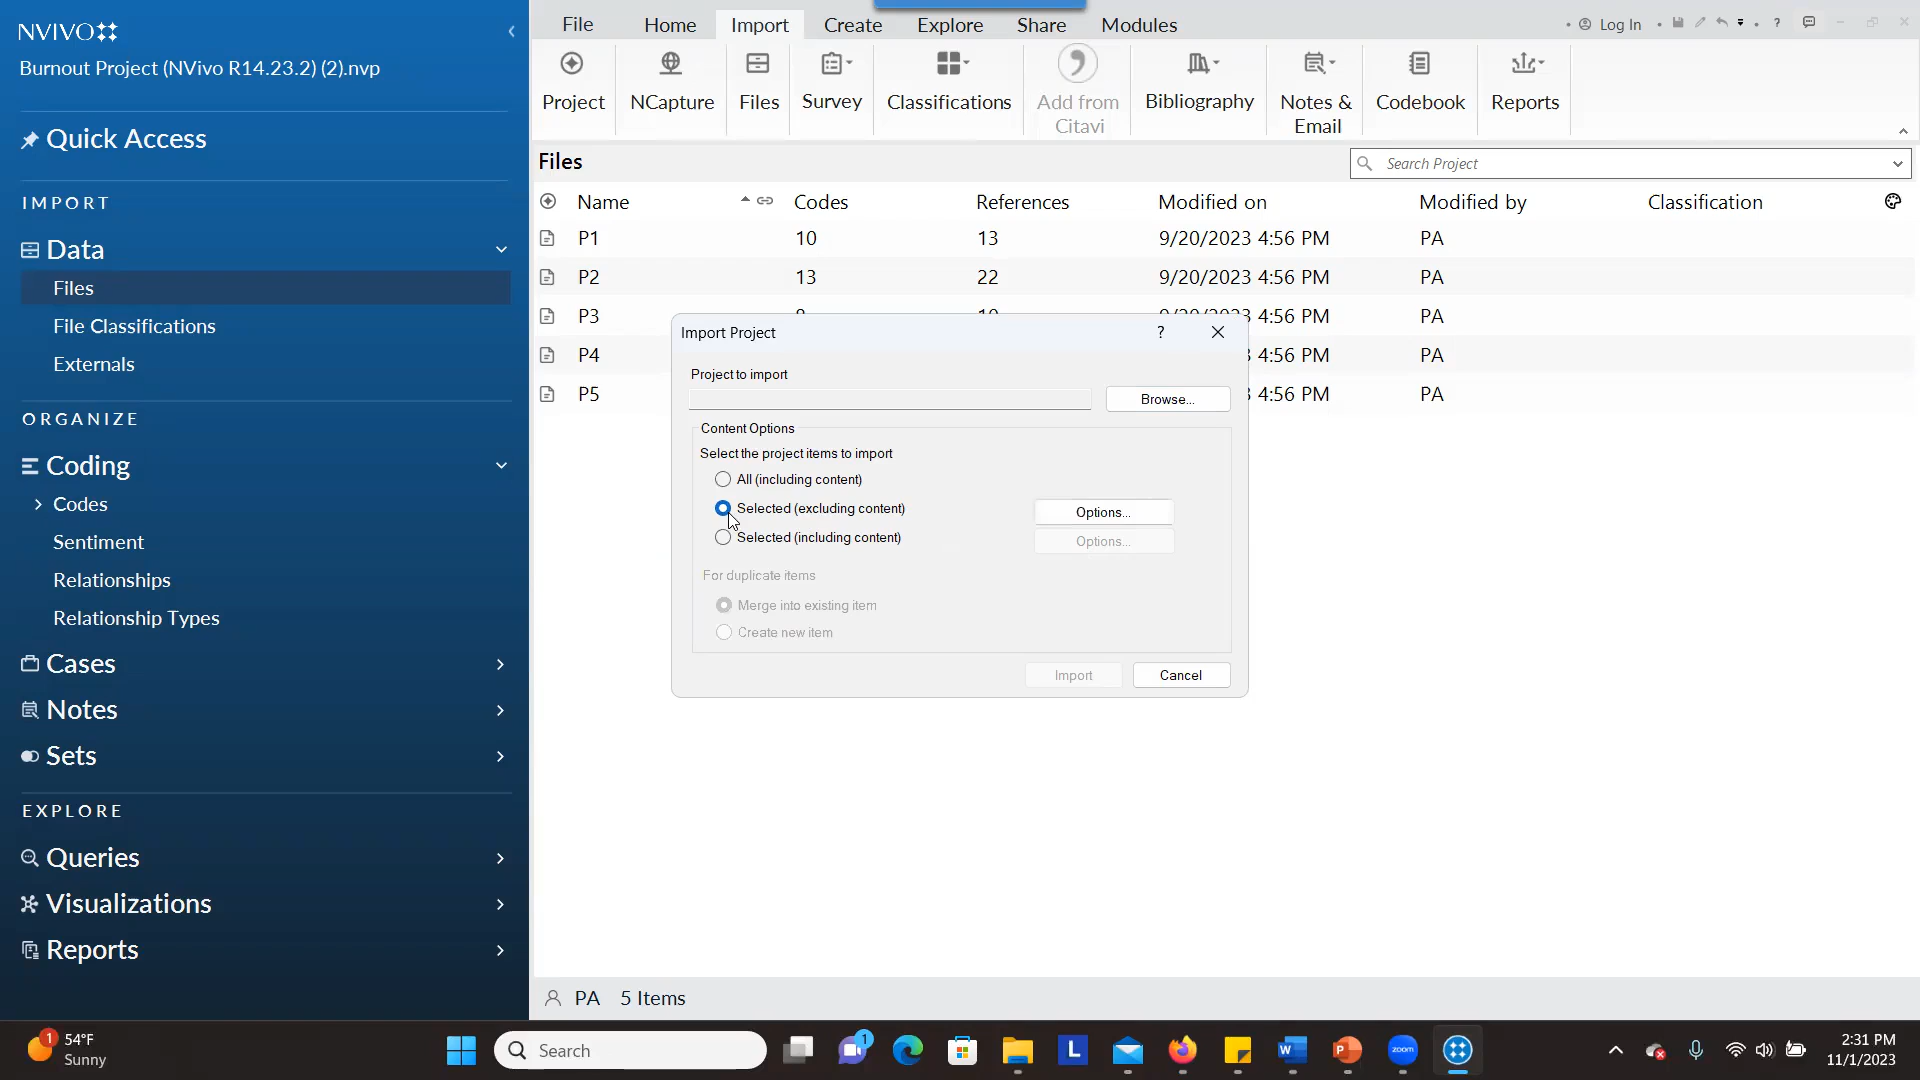 NVIVO
Burnout Project (NVivo R14.23.2) (2).nvp
Quick Access
IMPORT
Data
Files
File Classifications
Externals
ORGANIZE
Coding
Codes
Sentiment
Relationships
Relationship Types
Cases
Notes
Sets
EXPLORE
Queries
Visualizations
Reports
File Home Import Create Explore Share Modules
Log In ?
Project NCapture Files Survey Classifications Add from Citavi Bibliography Notes & Email Codebook Reports
Files
Search Project
Name Codes References Modified on Modified by Classification
P1 10 13 9/20/2023 4:56 PM PA
P2 13 22 9/20/2023 4:56 PM PA
P3 PM PA
P4 4:56 PM PA
P5 4:56 PM PA
Import Project ?
Project to import
Browse...
Content Options
Select the project items to import
All (including content)
Selected (excluding content) Options...
Selected (including content) Options...
For duplicate items
Merge into existing item
Create new item
Import Cancel
PA 5 Items
1 54°F
Sunny
Search
1
L
W
P
zoom
2:31 PM
11/1/2023